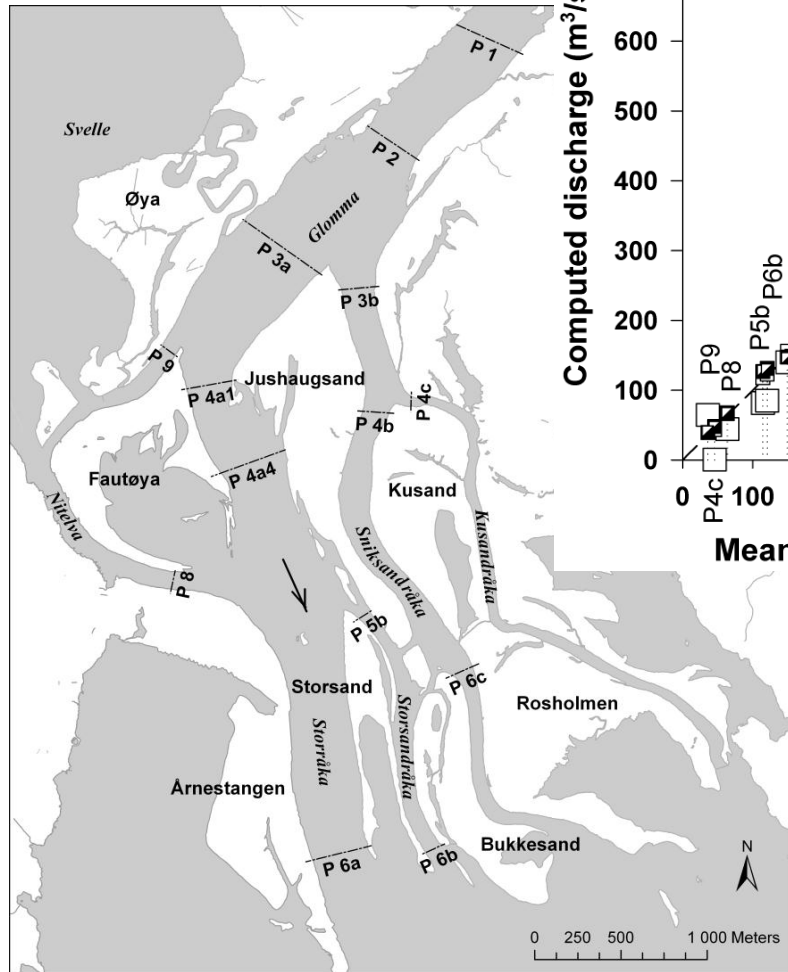 P 1
Svelle
P 2
Øya
Glomma
P 3a
P 3b
P 9
Jushaugsand
P 4a1
P 4c
P 4b
P 4a4
Fautøya
Kusand
Nitelva
Sniksandråka
Kusandråka
P 8
P 5b
P 6c
Storsand
Rosholmen
Storråka
Storsandråka
Årnestangen
Bukkesand
P 6a
P 6b
N
0 250 500 1 000 Meters
Computed discharge (m³/s
600
500
400
300
200
100
0
P9
P8
P5b
P6b
P4c
0 100
Mean